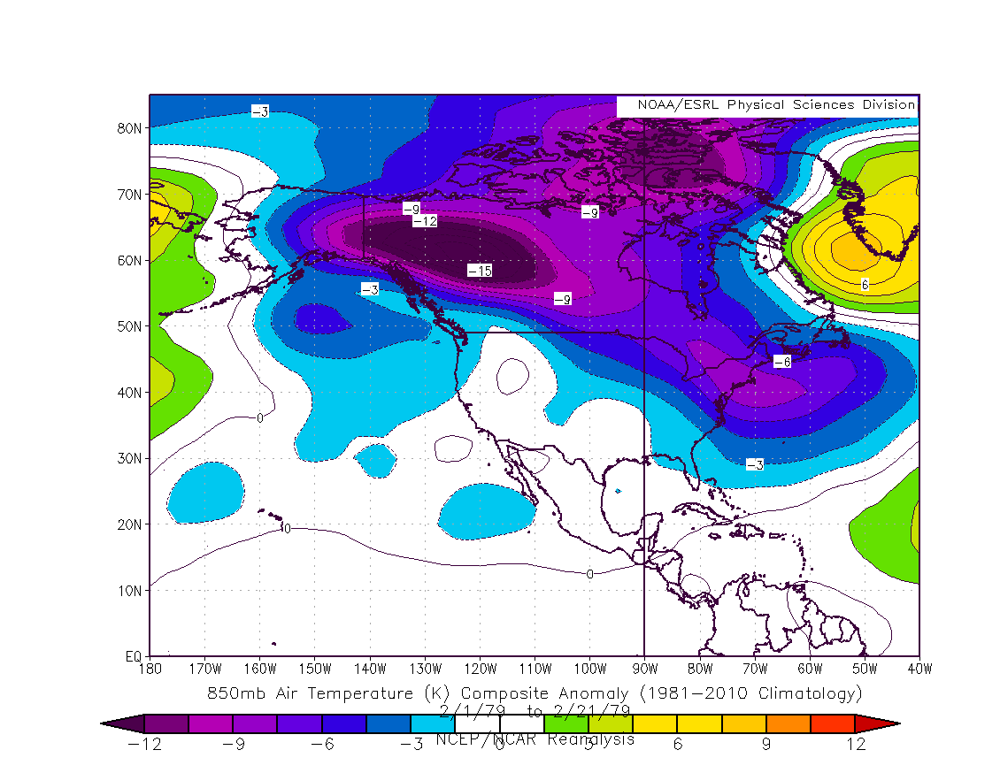 NOAA/ESRL Physical Sciences Division
-3
80N
-9
-9
-12
70N
60N
-15
-3
-9
6
50N
-6
40N
0
30N
-3
20N
0
0
10N
EQ
180 170W 160W 150W 140W 130W 120W 110W 100W 90W 80W 70W 60W 50W 40W
850mb Air Temperature (K) Composite Anomaly (1981-2010 Climatology)
2/1/79 to 2/21/79
NCEP/NCAR Reanalysis
-12 -9 -6 -3 0 3 6 9 12